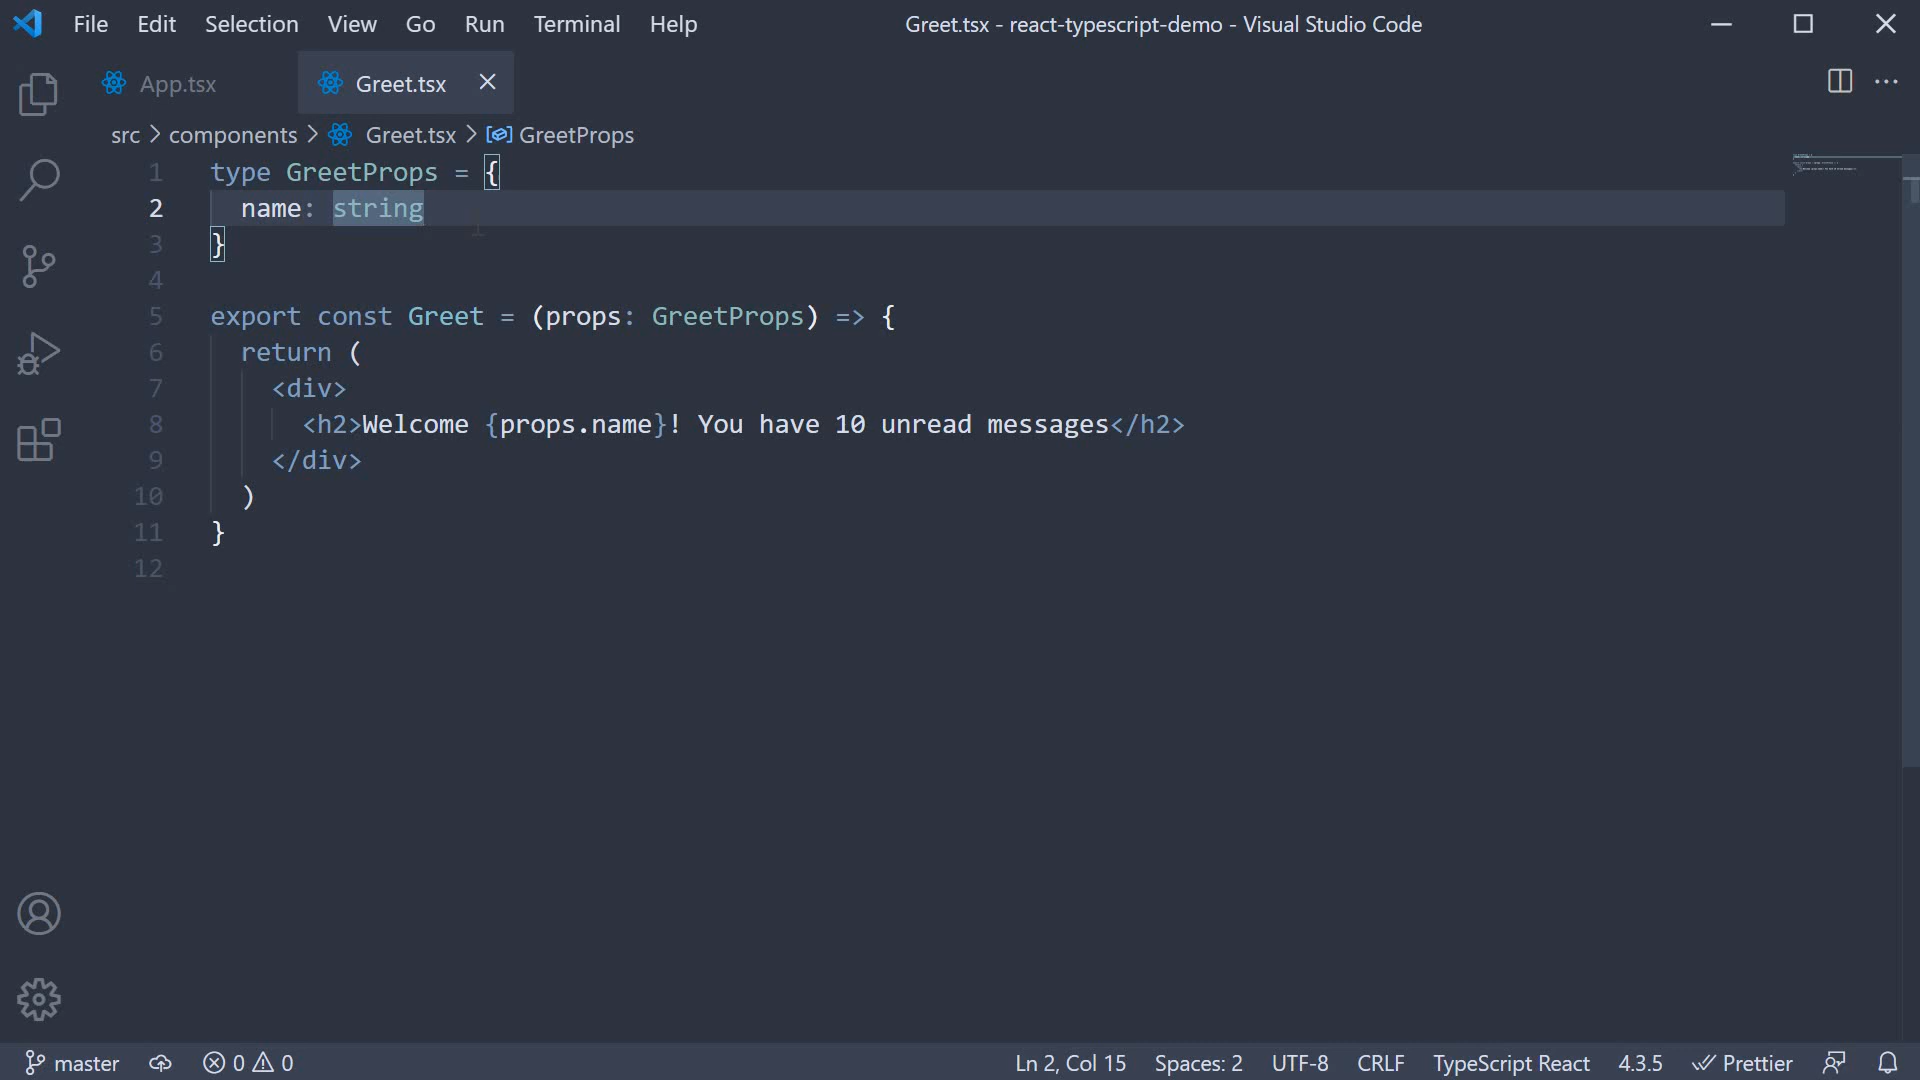 File Edit Selection View Go Run Terminal Help Greet.tsx - react-typescript-demo - Visual Studio Code
App.tsx Greet.tsx
src > components > Greet.tsx > GreetProps
1 type GreetProps = {
2 name: string
3 }
4
5 export const Greet = (props: GreetProps) => {
6 return (
7 <div>
8 <h2>Welcome {props.name}! You have 10 unread messages</h2>
9 </div>
10 )
11 }
12
master 0 0 Ln 2, Col 15 Spaces: 2 UTF-8 CRLF TypeScript React 4.3.5 Prettier